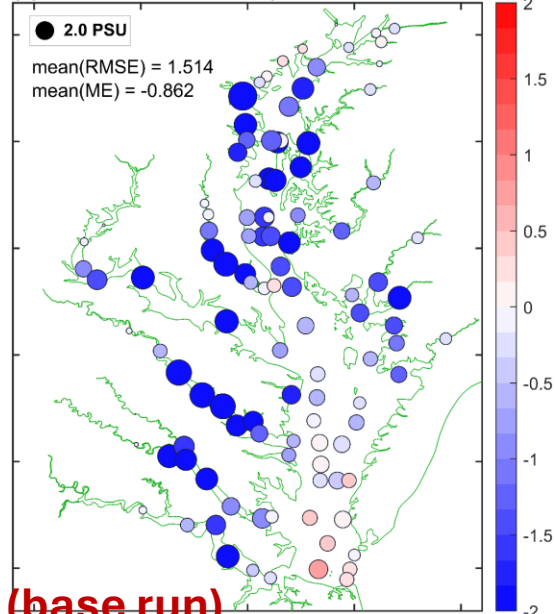 2.0 PSU
mean(RMSE) = 1.514
mean(ME) = -0.862
2
1.5
1
0.5
0
-0.5
-1
-1.5
-2
(base run)